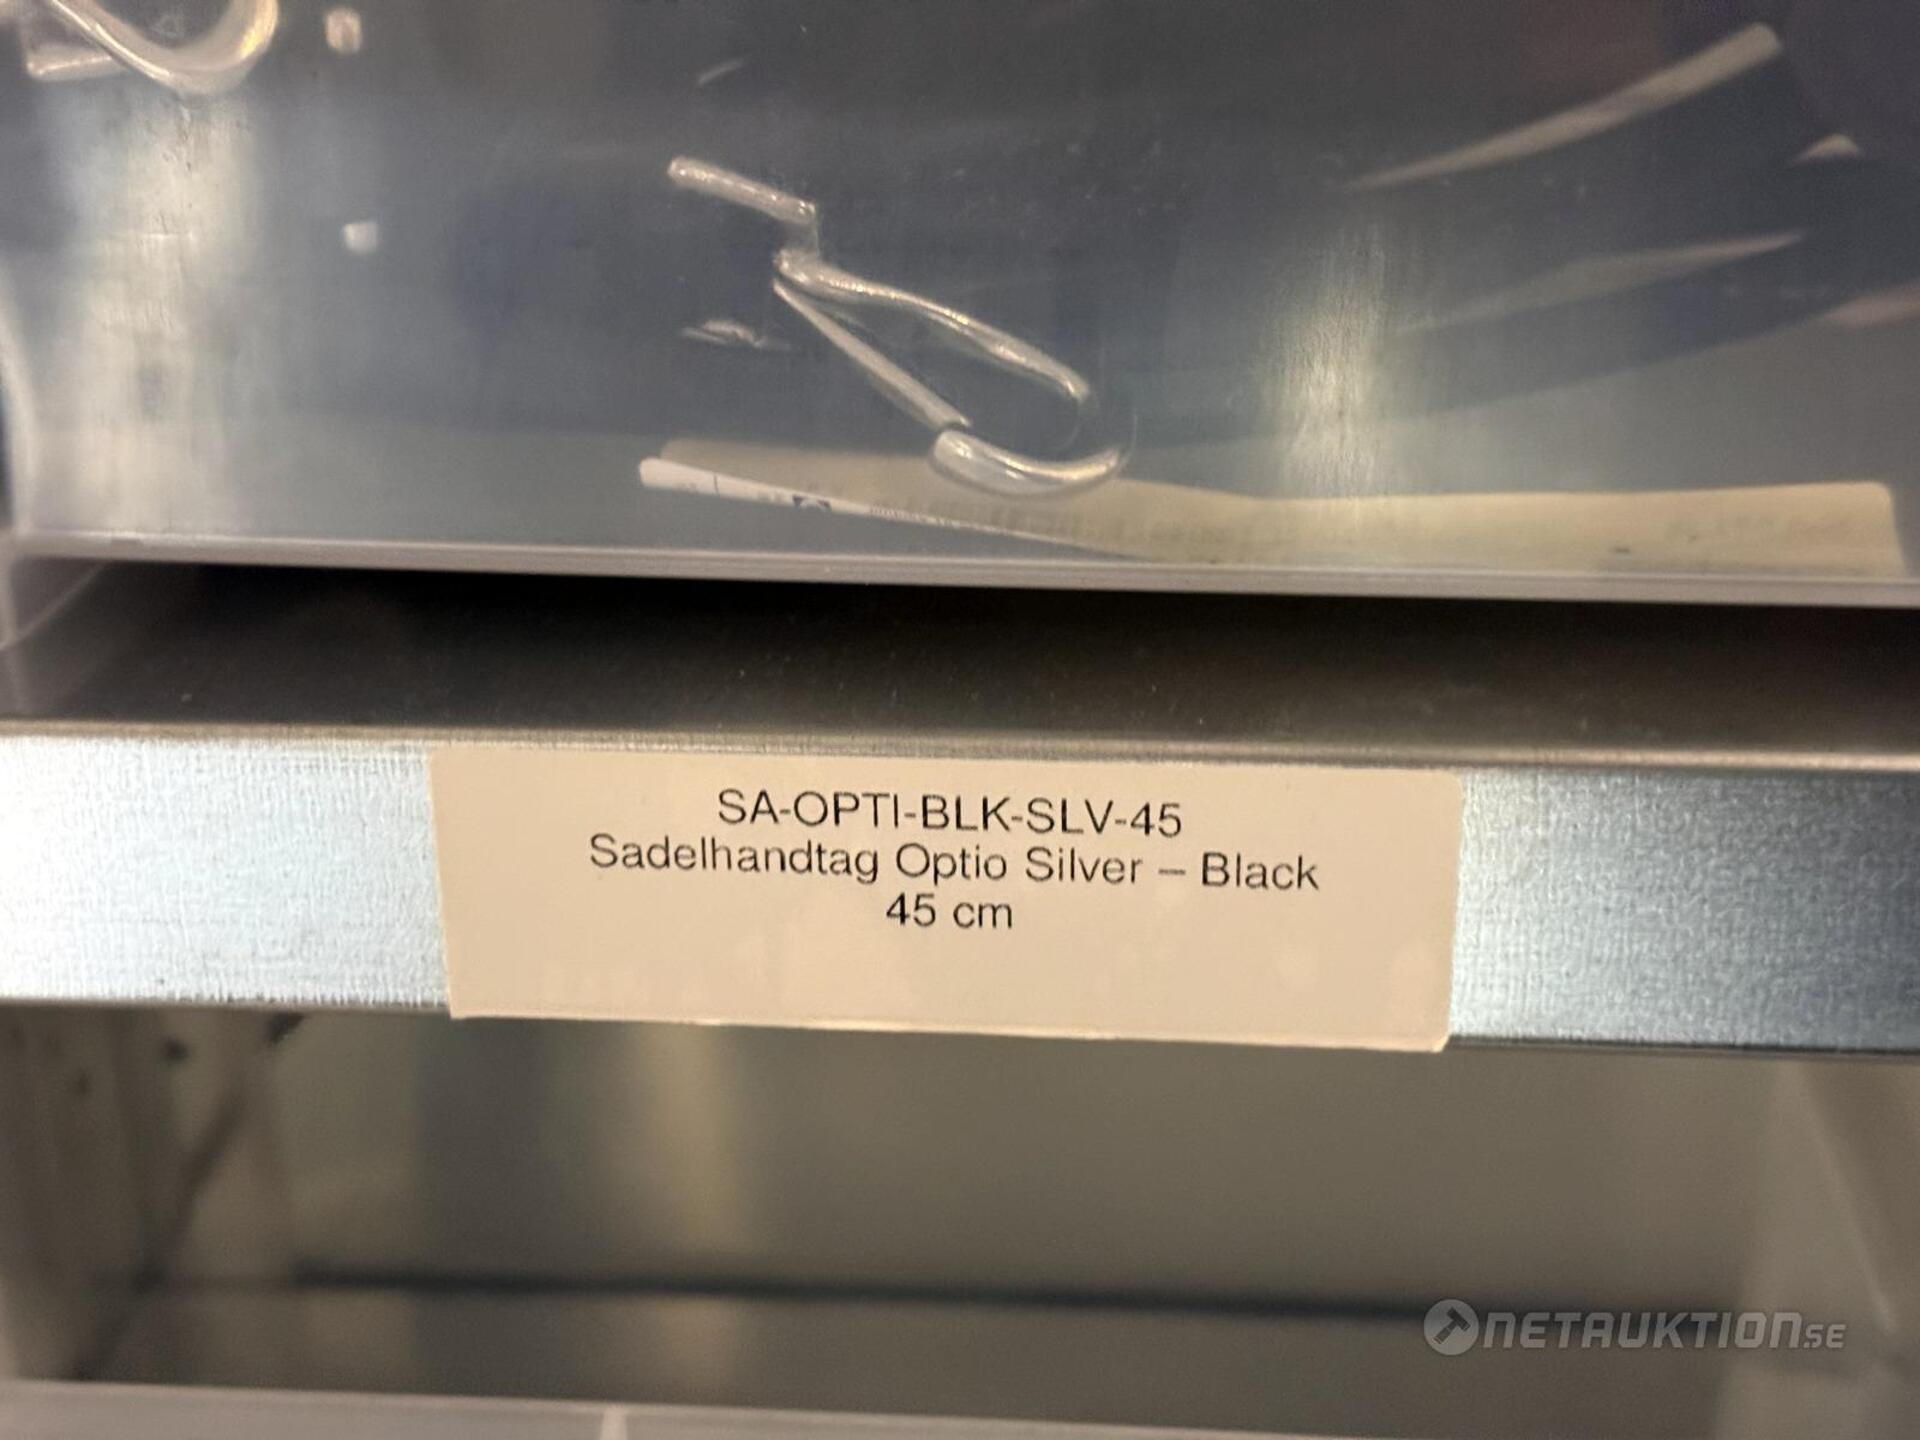 SA-OPTI-BLK-SLV-45
Sadelhandtag Optio Silver – Black
45 cm
NETAUKTION.SE